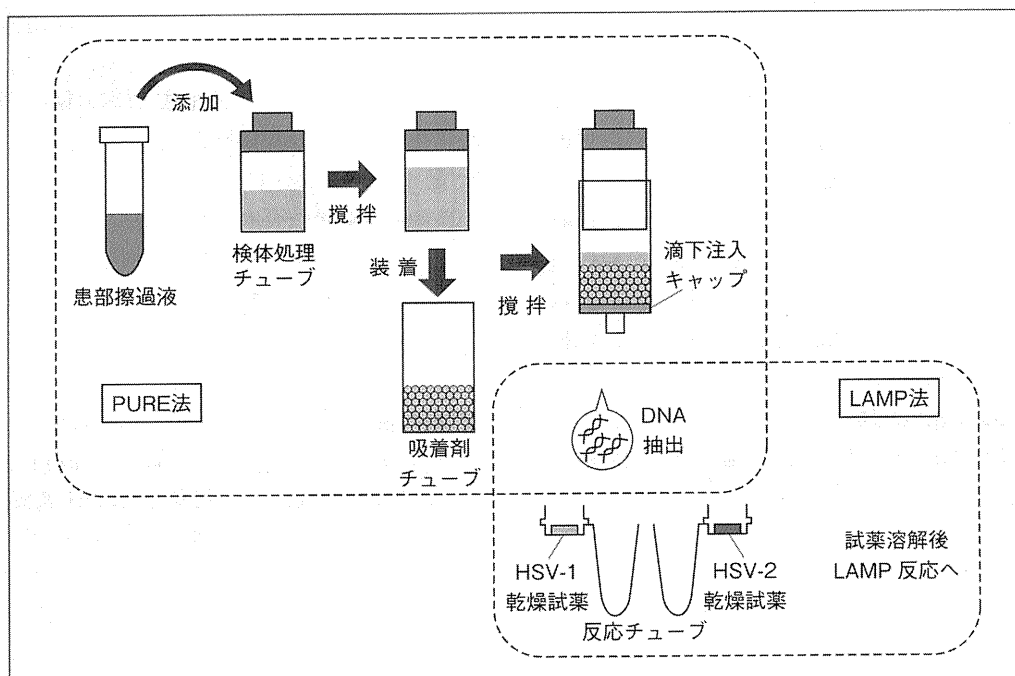 添加
患部擦過液
検体処理
チューブ
攪拌
装着
吸着剤
チューブ
攪拌
滴下注入
キャップ
PURE法
LAMP法
DNA
抽出
HSV-1
乾燥試薬
HSV-2
乾燥試薬
反応チューブ
試薬溶解後
LAMP 反応へ